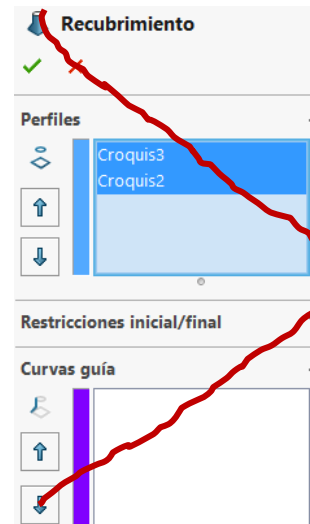 Recubrimiento
Perfiles
Croquis3
Croquis2
Restricciones inicial/final
Curvas guía